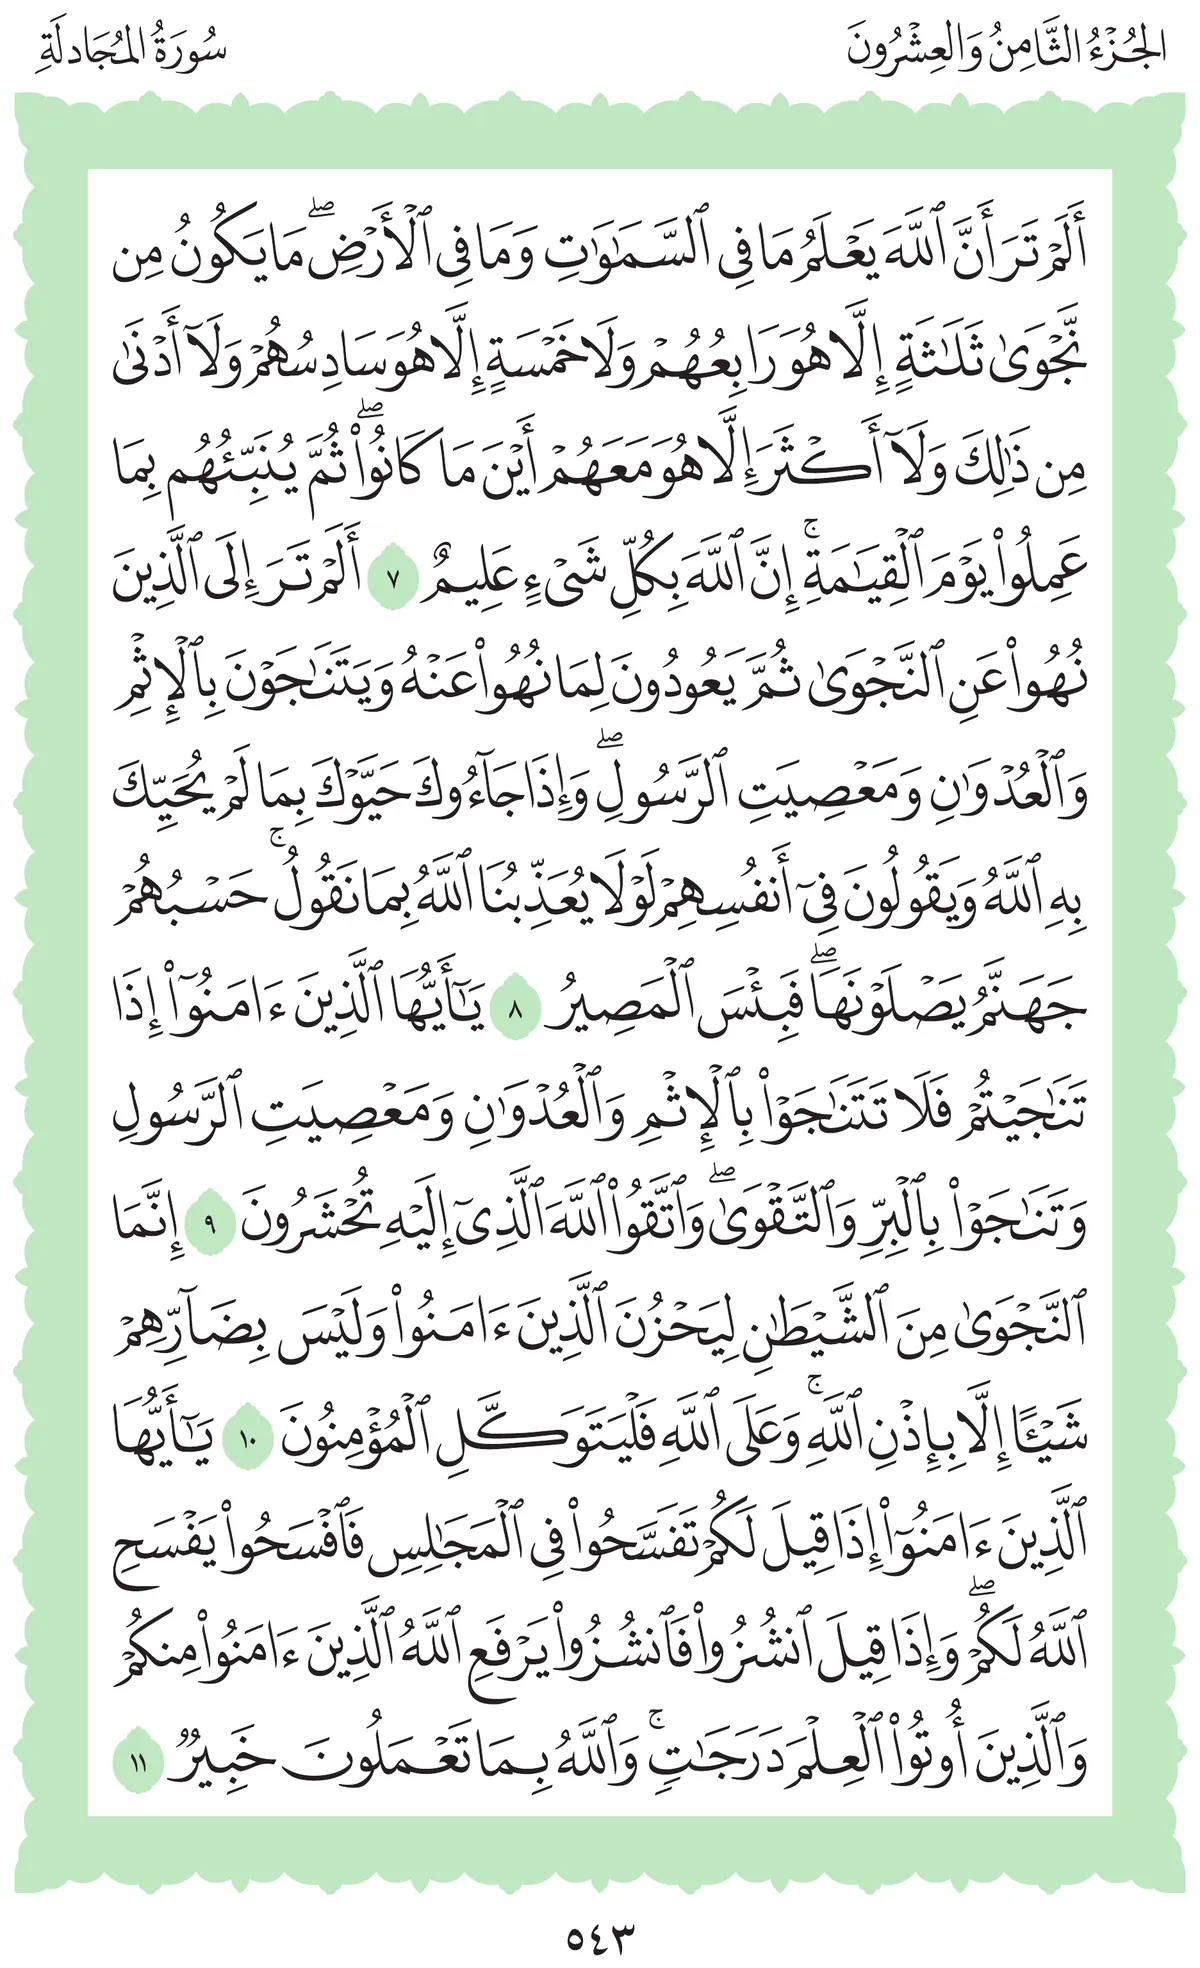 الجُزْءُ الثَّامِنُ وَالعِشْرُونَ
سُورَةُ المُجَادلَةِ
أَلَمْ تَرَ أَنَّ ٱللَّهَ يَعْلَمُ مَا فِى ٱلسَّمَـٰوَٰتِ وَمَا فِى ٱلْأَرْضِ ۖ مَا يَكُونُ مِن
نَّجْوَىٰ ثَلَـٰثَةٍ إِلَّا هُوَ رَابِعُهُمْ وَلَا خَمْسَةٍ إِلَّا هُوَ سَادِسُهُمْ وَلَآ أَدْنَىٰ
مِن ذَٰلِكَ وَلَآ أَكْثَرَ إِلَّا هُوَ مَعَهُمْ أَيْنَ مَا كَانُوا۟ ۖ ثُمَّ يُنَبِّئُهُم بِمَا
عَمِلُوا۟ يَوْمَ ٱلْقِيَـٰمَةِ ۚ إِنَّ ٱللَّهَ بِكُلِّ شَىْءٍ عَلِيمٌ ٧ أَلَمْ تَرَ إِلَى ٱلَّذِينَ
نُهُوا۟ عَنِ ٱلنَّجْوَىٰ ثُمَّ يَعُودُونَ لِمَا نُهُوا۟ عَنْهُ وَيَتَنَـٰجَوْنَ بِٱلْإِثْمِ
وَٱلْعُدْوَٰنِ وَمَعْصِيَتِ ٱلرَّسُولِ ۖ وَإِذَا جَآءُوكَ حَيَّوْكَ بِمَا لَمْ يُحَيِّكَ
بِهِ ٱللَّهُ وَيَقُولُونَ فِىٓ أَنفُسِهِمْ لَوْلَا يُعَذِّبُنَا ٱللَّهُ بِمَا نَقُولُ ۚ حَسْبُهُمْ
جَهَنَّمُ يَصْلَوْنَهَا ۖ فَبِئْسَ ٱلْمَصِيرُ ٨ يَـٰٓأَيُّهَا ٱلَّذِينَ ءَامَنُوٓا۟ إِذَا
تَنَـٰجَيْتُمْ فَلَا تَتَنَـٰجَوْا۟ بِٱلْإِثْمِ وَٱلْعُدْوَٰنِ وَمَعْصِيَتِ ٱلرَّسُولِ
وَتَنَـٰجَوْا۟ بِٱلْبِرِّ وَٱلتَّقْوَىٰ ۖ وَٱتَّقُوا۟ ٱللَّهَ ٱلَّذِىٓ إِلَيْهِ تُحْشَرُونَ ٩ إِنَّمَا
ٱلنَّجْوَىٰ مِنَ ٱلشَّيْطَـٰنِ لِيَحْزُنَ ٱلَّذِينَ ءَامَنُوا۟ وَلَيْسَ بِضَآرِّهِمْ
شَيْـًٔا إِلَّا بِإِذْنِ ٱللَّهِ ۚ وَعَلَى ٱللَّهِ فَلْيَتَوَكَّلِ ٱلْمُؤْمِنُونَ ١٠ يَـٰٓأَيُّهَا
ٱلَّذِينَ ءَامَنُوٓا۟ إِذَا قِيلَ لَكُمْ تَفَسَّحُوا۟ فِى ٱلْمَجَـٰلِسِ فَٱفْسَحُوا۟ يَفْسَحِ
ٱللَّهُ لَكُمْ ۖ وَإِذَا قِيلَ ٱنشُزُوا۟ فَٱنشُزُوا۟ يَرْفَعِ ٱللَّهُ ٱلَّذِينَ ءَامَنُوا۟ مِنكُمْ
وَٱلَّذِينَ أُوتُوا۟ ٱلْعِلْمَ دَرَجَـٰتٍ ۚ وَٱللَّهُ بِمَا تَعْمَلُونَ خَبِيرٌ ١١
٥٤٣